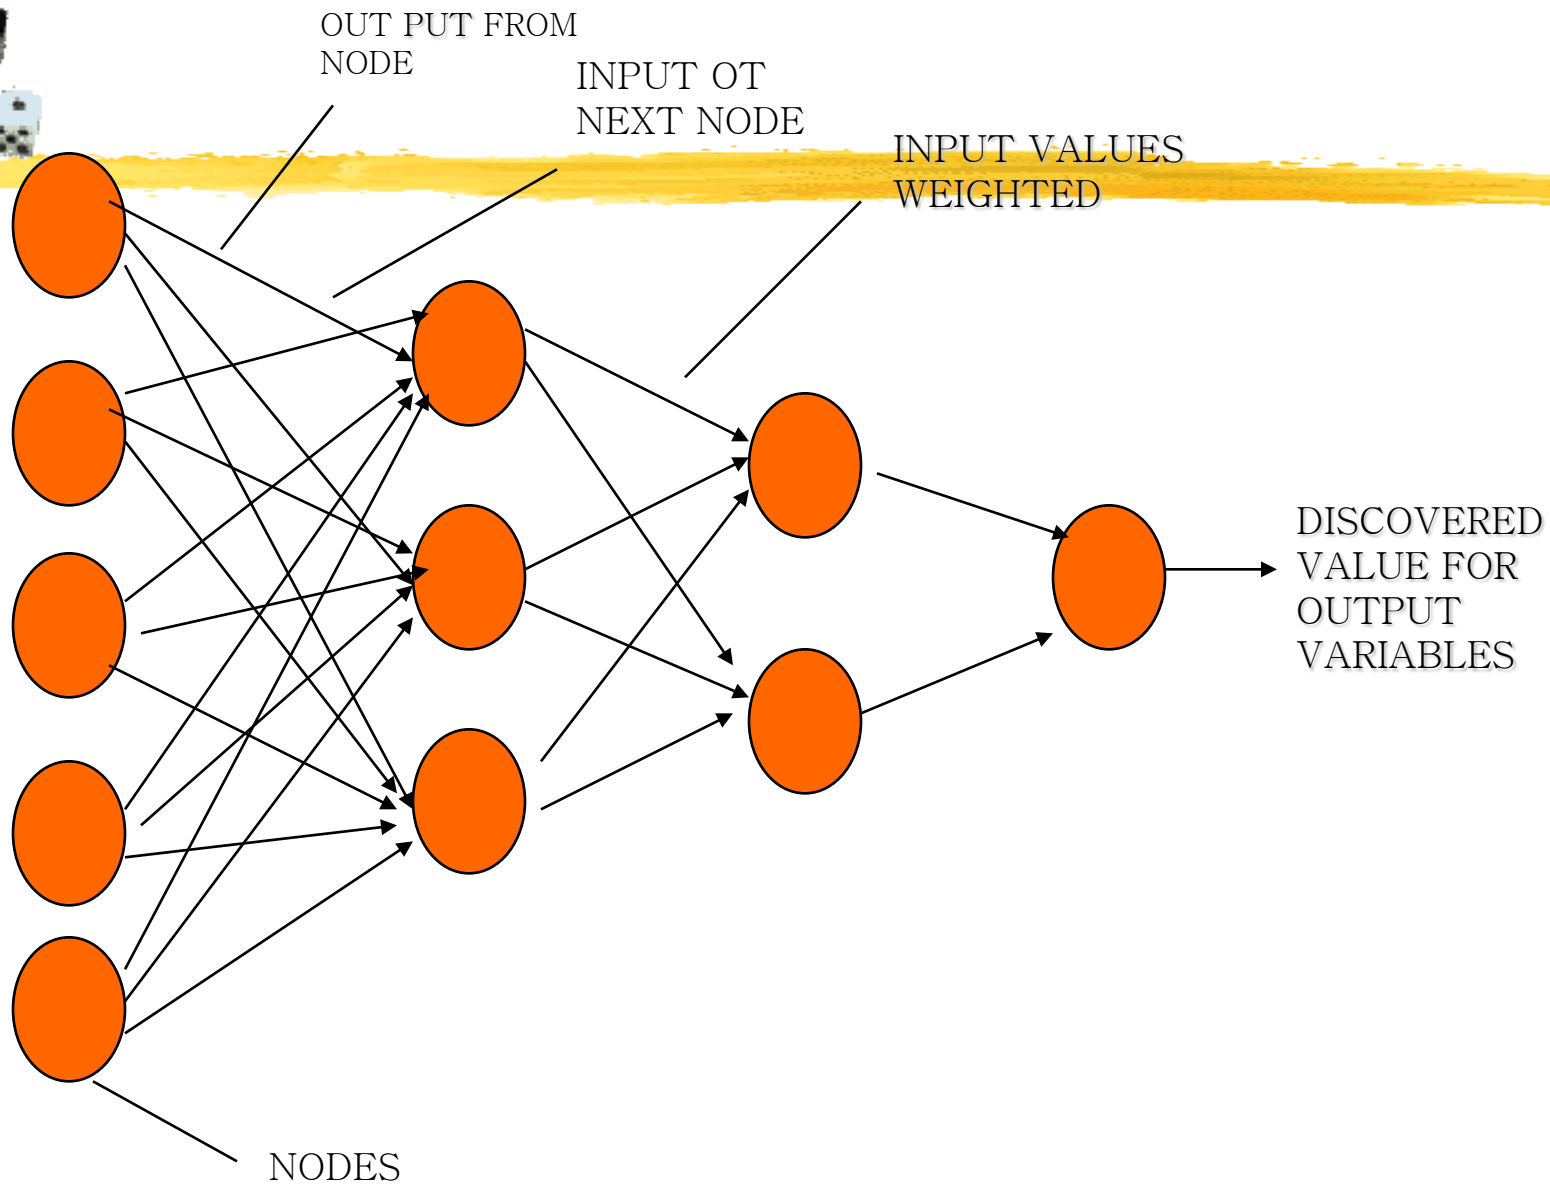 OUT PUT FROM
NODE
INPUT OT
NEXT NODE
INPUT VALUES
WEIGHTED
DISCOVERED
VALUE FOR
OUTPUT
VARIABLES
NODES